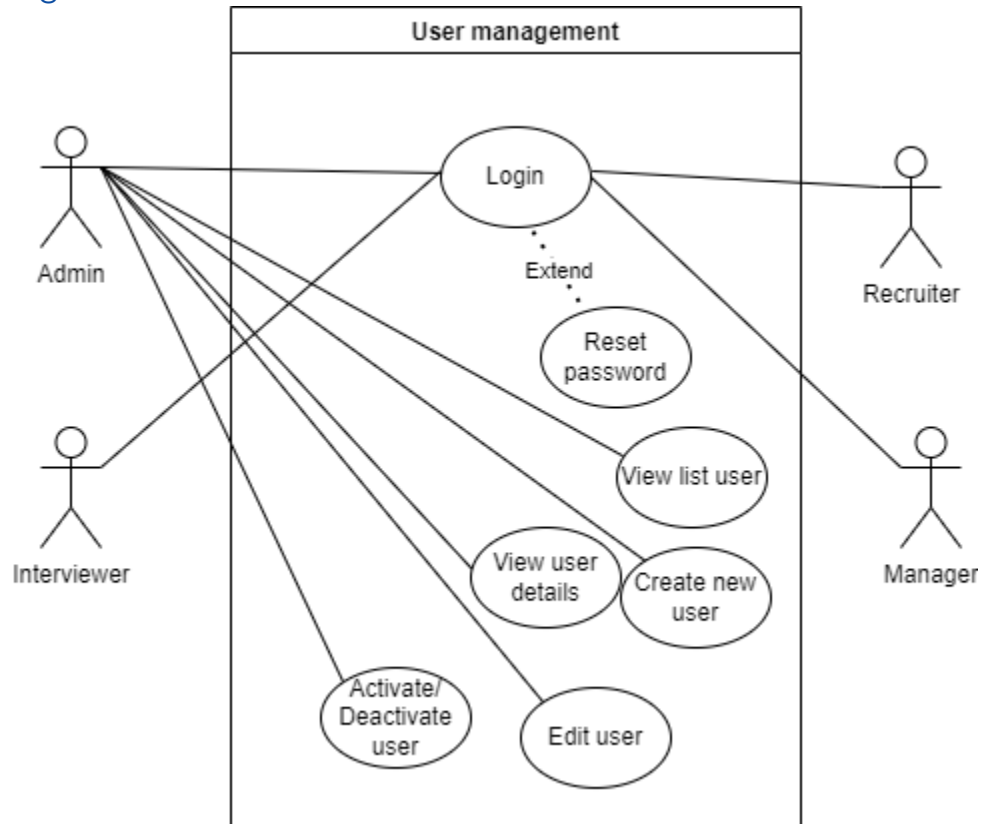 User management
Login
Admin
Extend
Recruiter
Reset
password
View list user
View user
details
Create new
user
Interviewer
Manager
Activate/
Deactivate
user
Edit user